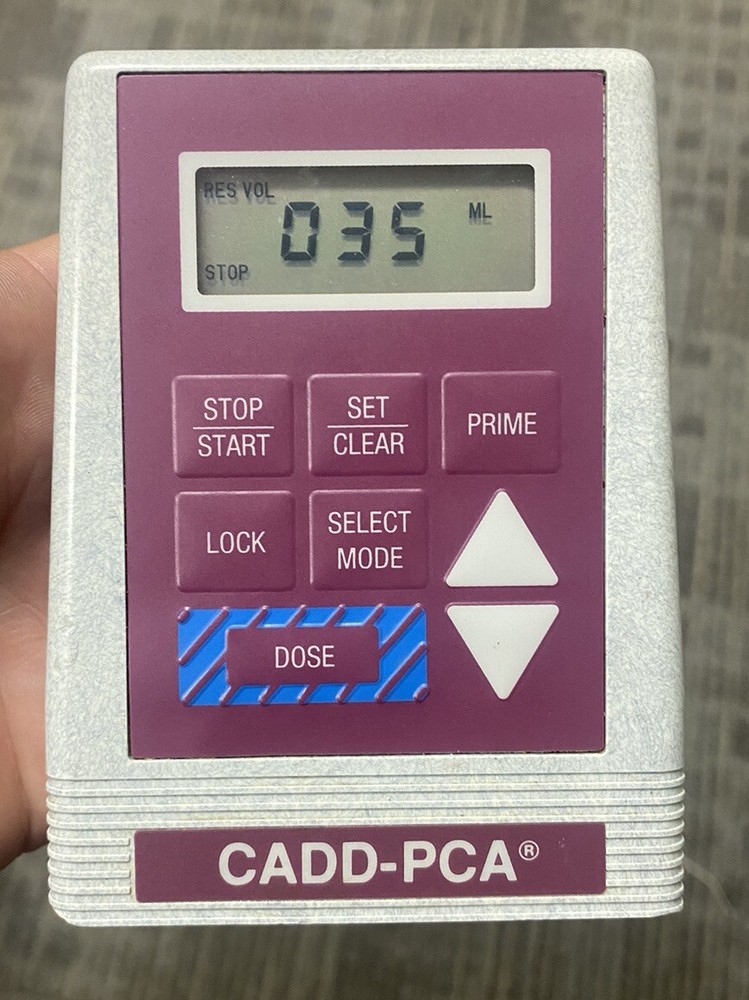 RES VOL
035 ML
STOP
STOP
START
SET
CLEAR
PRIME
LOCK
SELECT
MODE
DOSE
CADD-PCA®